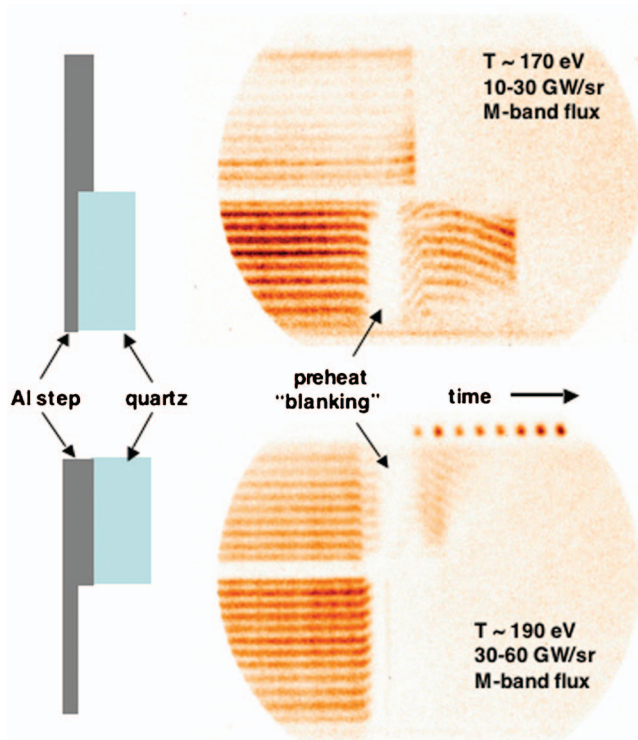 T ~ 170 eV
10-30 GW/sr
M-band flux
Al step
quartz
preheat
"blanking"
time
T ~ 190 eV
30-60 GW/sr
M-band flux